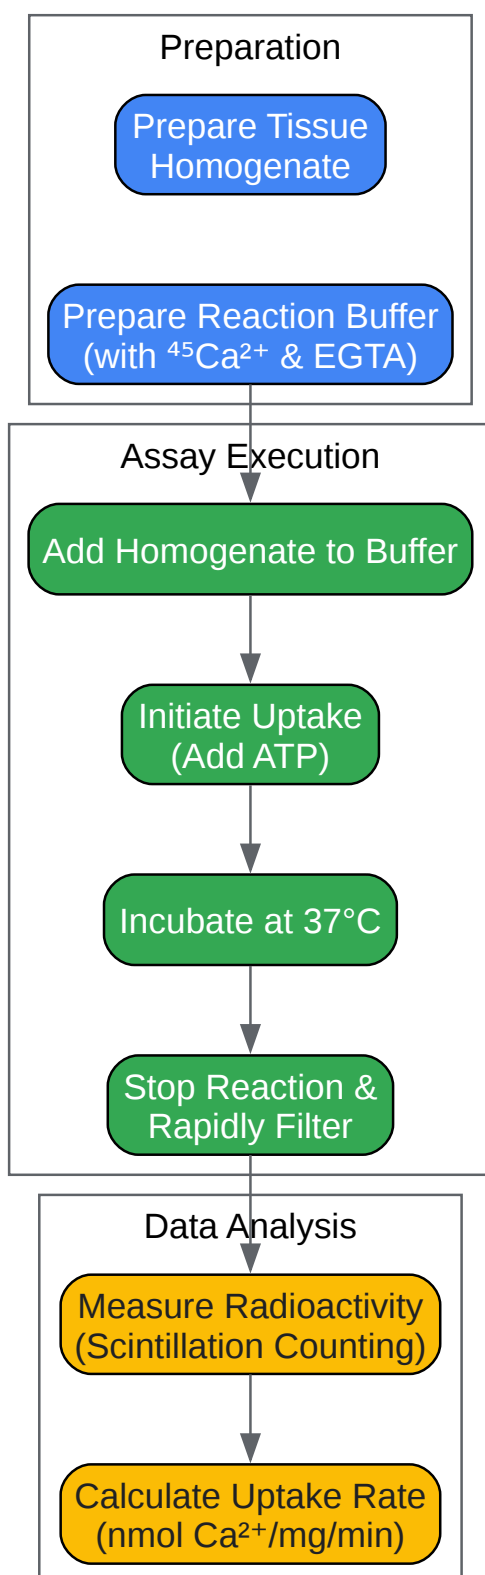 Preparation
Prepare Tissue
Homogenate
Prepare Reaction Buffer
(with ⁴⁵Ca²⁺ & EGTA)
Assay Execution
Add Homogenate to Buffer
Initiate Uptake
(Add ATP)
Incubate at 37°C
Stop Reaction &
Rapidly Filter
Data Analysis
Measure Radioactivity
(Scintillation Counting)
Calculate Uptake Rate
(nmol Ca²⁺/mg/min)